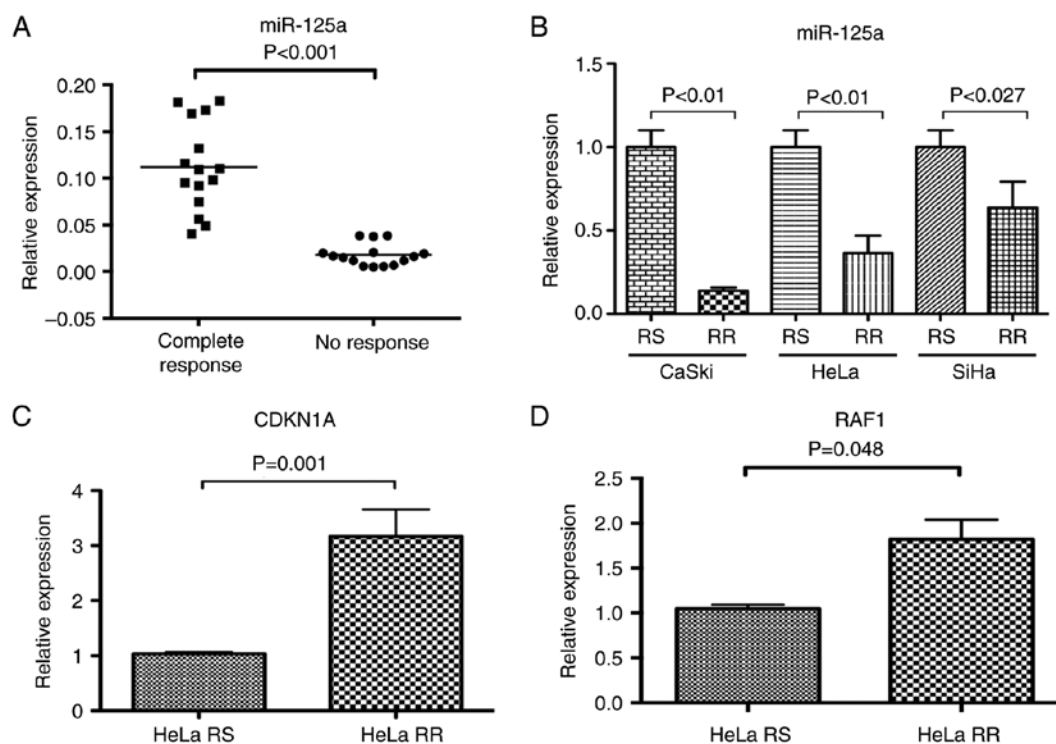 A
miR-125a
P<0.001
Relative expression
0.20
0.15
0.10
0.05
0.00
–0.05
Complete
response
No response
B
miR-125a
P<0.01
P<0.01
P<0.027
Relative expression
1.5
1.0
0.5
0.0
RS RR RS RR RS RR
CaSki HeLa SiHa
C
CDKN1A
P=0.001
Relative expression
4
3
2
1
0
HeLa RS HeLa RR
D
RAF1
P=0.048
Relative expression
2.5
2.0
1.5
1.0
0.5
0.0
HeLa RS HeLa RR